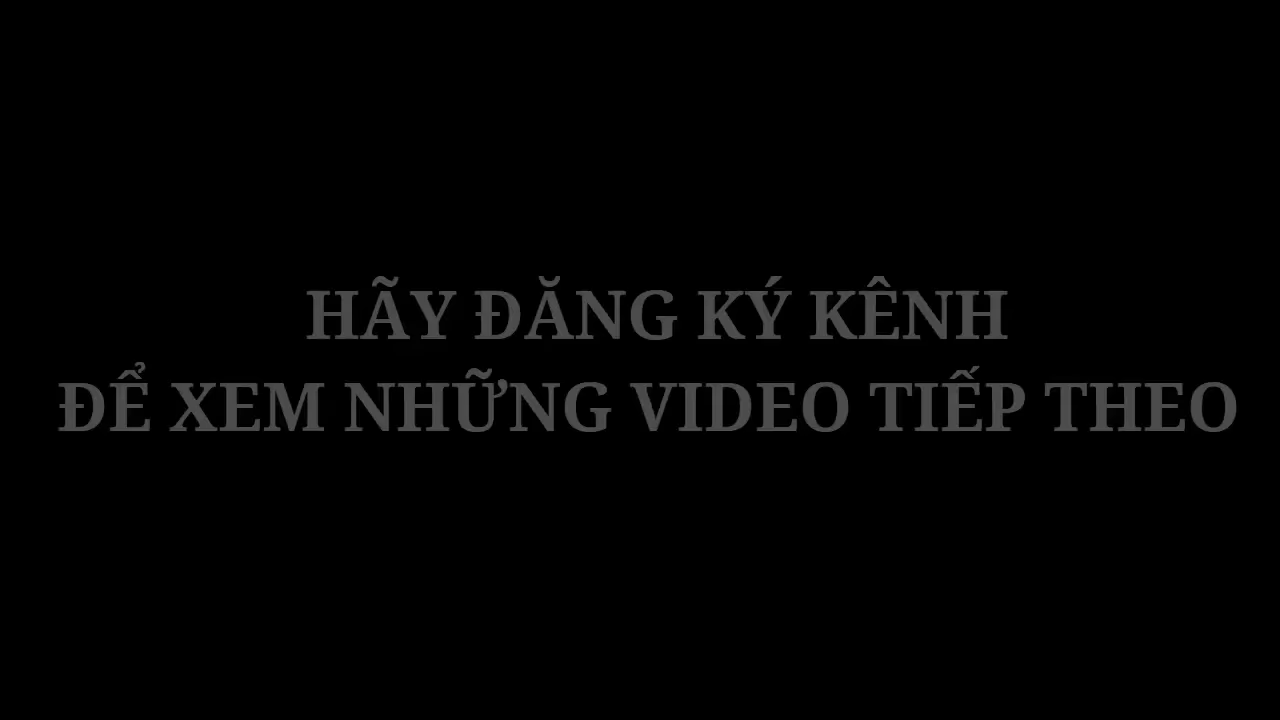 HÃY ĐĂNG KÝ KÊNH
ĐỂ XEM NHỮNG VIDEO TIẾP THEO